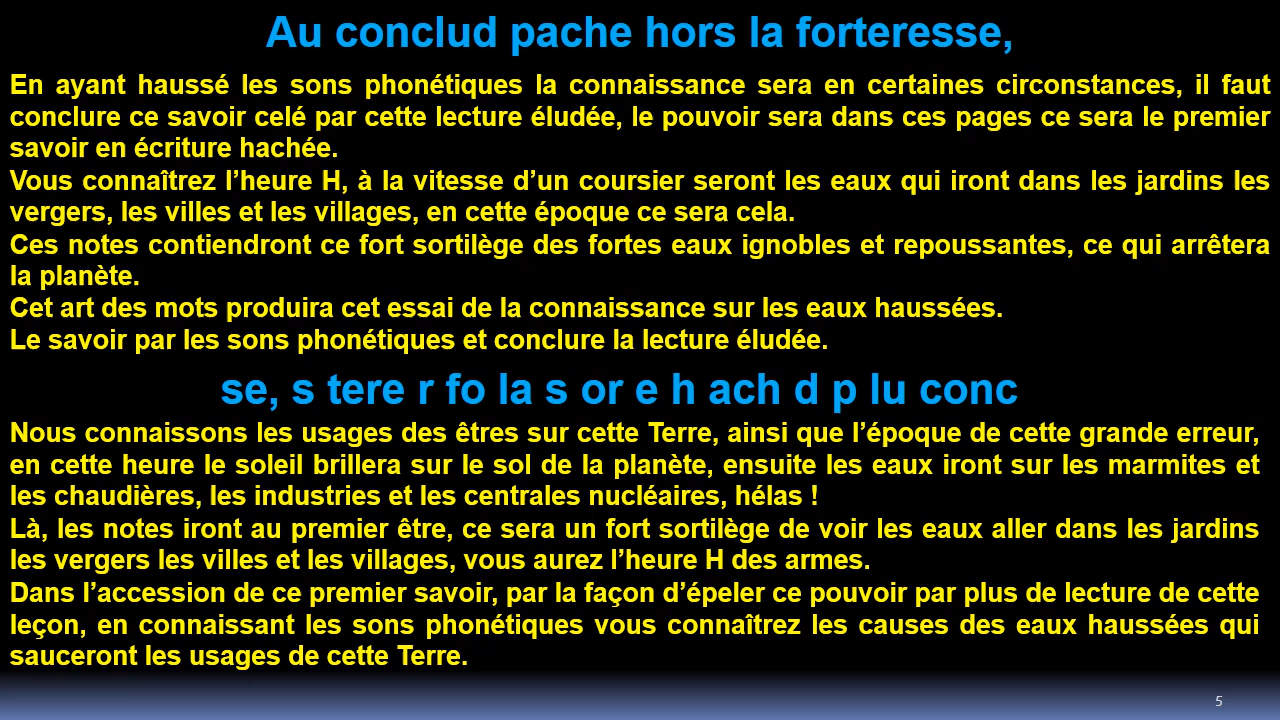 Au conclud pache hors la forteresse,
En ayant haussé les sons phonétiques la connaissance sera en certaines circonstances, il faut
conclure ce savoir celé par cette lecture éludée, le pouvoir sera dans ces pages ce sera le premier
savoir en écriture hachée.
Vous connaîtrez l’heure H, à la vitesse d’un coursier seront les eaux qui iront dans les jardins les
vergers, les villes et les villages, en cette époque ce sera cela.
Ces notes contiendront ce fort sortilège des fortes eaux ignobles et repoussantes, ce qui arrêtera
la planète.
Cet art des mots produira cet essai de la connaissance sur les eaux haussées.
Le savoir par les sons phonétiques et conclure la lecture éludée.
se, s tere r fo la s or e h ach d p lu conc
Nous connaissons les usages des êtres sur cette Terre, ainsi que l’époque de cette grande erreur,
en cette heure le soleil brillera sur le sol de la planète, ensuite les eaux iront sur les marmites et
les chaudières, les industries et les centrales nucléaires, hélas !
Là, les notes iront au premier être, ce sera un fort sortilège de voir les eaux aller dans les jardins
les vergers les villes et les villages, vous aurez l’heure H des armes.
Dans l’accession de ce premier savoir, par la façon d’épeler ce pouvoir par plus de lecture de cette
leçon, en connaissant les sons phonétiques vous connaîtrez les causes des eaux haussées qui
sauceront les usages de cette Terre.
5